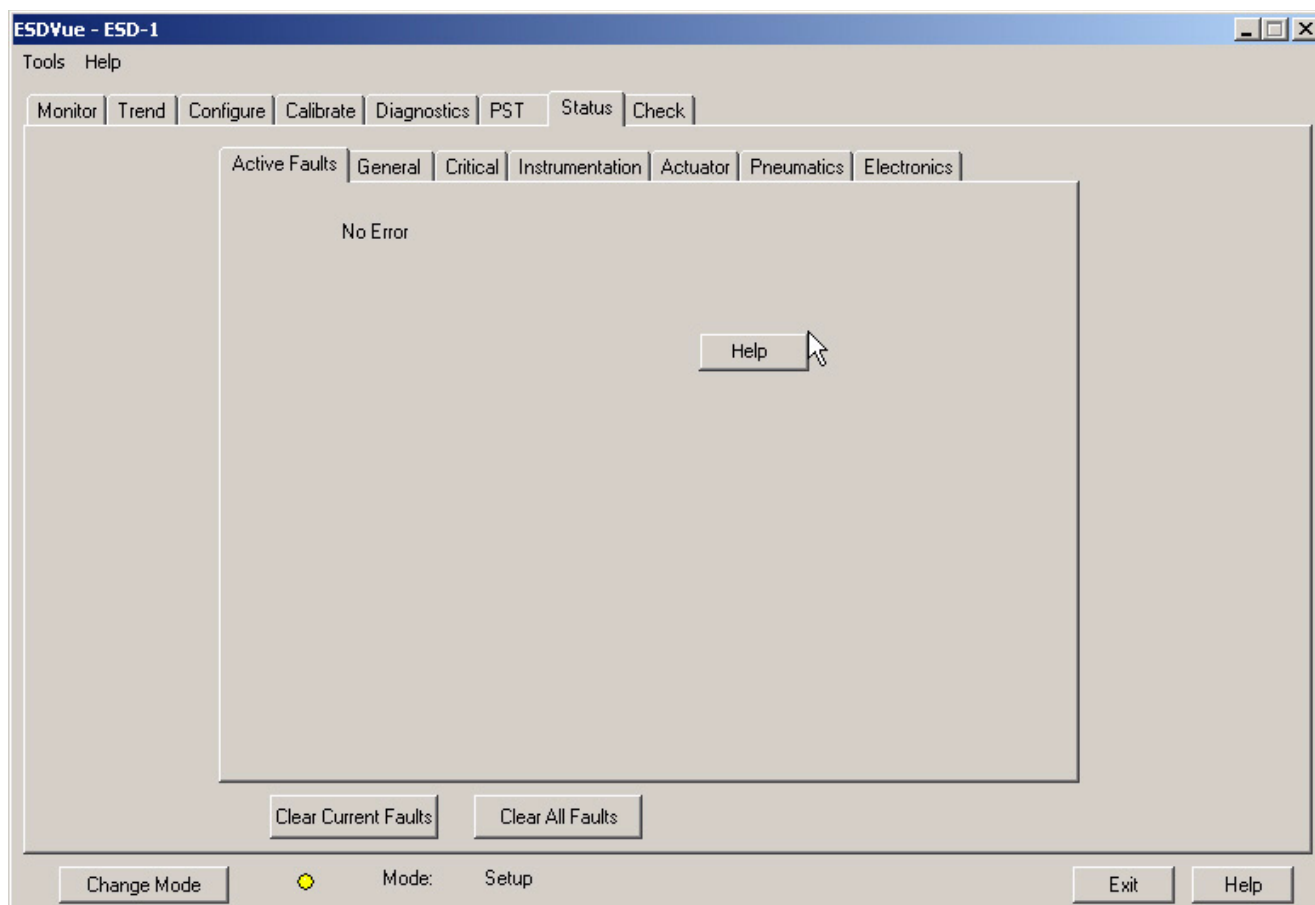 ESDVue - ESD-1
Tools Help
Monitor Trend Configure Calibrate Diagnostics PST Status Check
Active Faults General Critical Instrumentation Actuator Pneumatics Electronics
No Error
Help
Clear Current Faults Clear All Faults
Change Mode Mode: Setup Exit Help